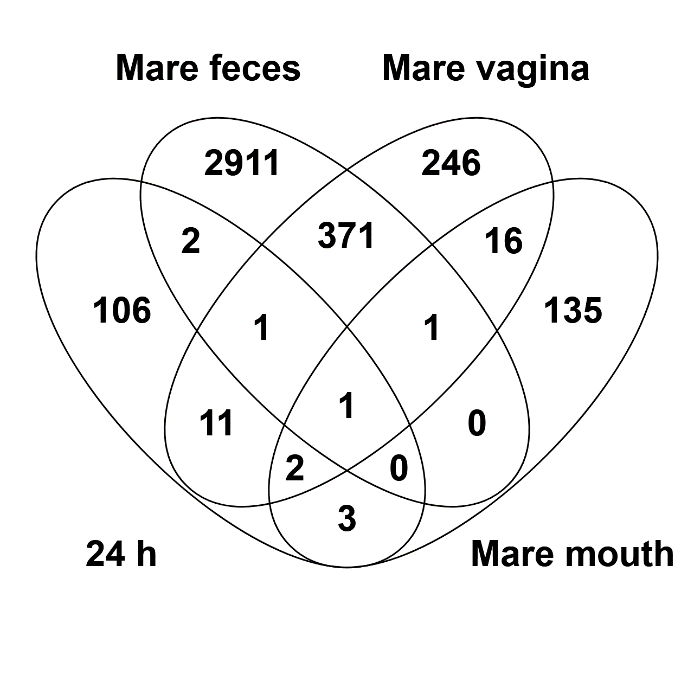 Mare feces Mare vagina
2911 246
2 371 16
106 135
1 1
1
11 0
2 0
3
24 h Mare mouth